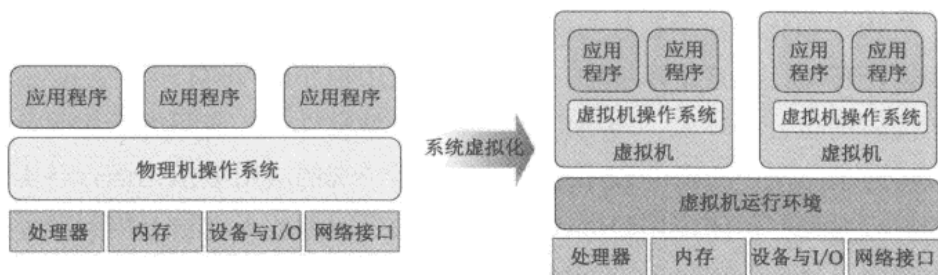 应用程序 应用程序 应用程序
物理机操作系统
处理器 内存 设备与I/O 网络接口
系统虚拟化
应用程序 应用程序
虚拟机操作系统
虚拟机
应用程序 应用程序
虚拟机操作系统
虚拟机
虚拟机运行环境
处理器 内存 设备与I/O 网络接口